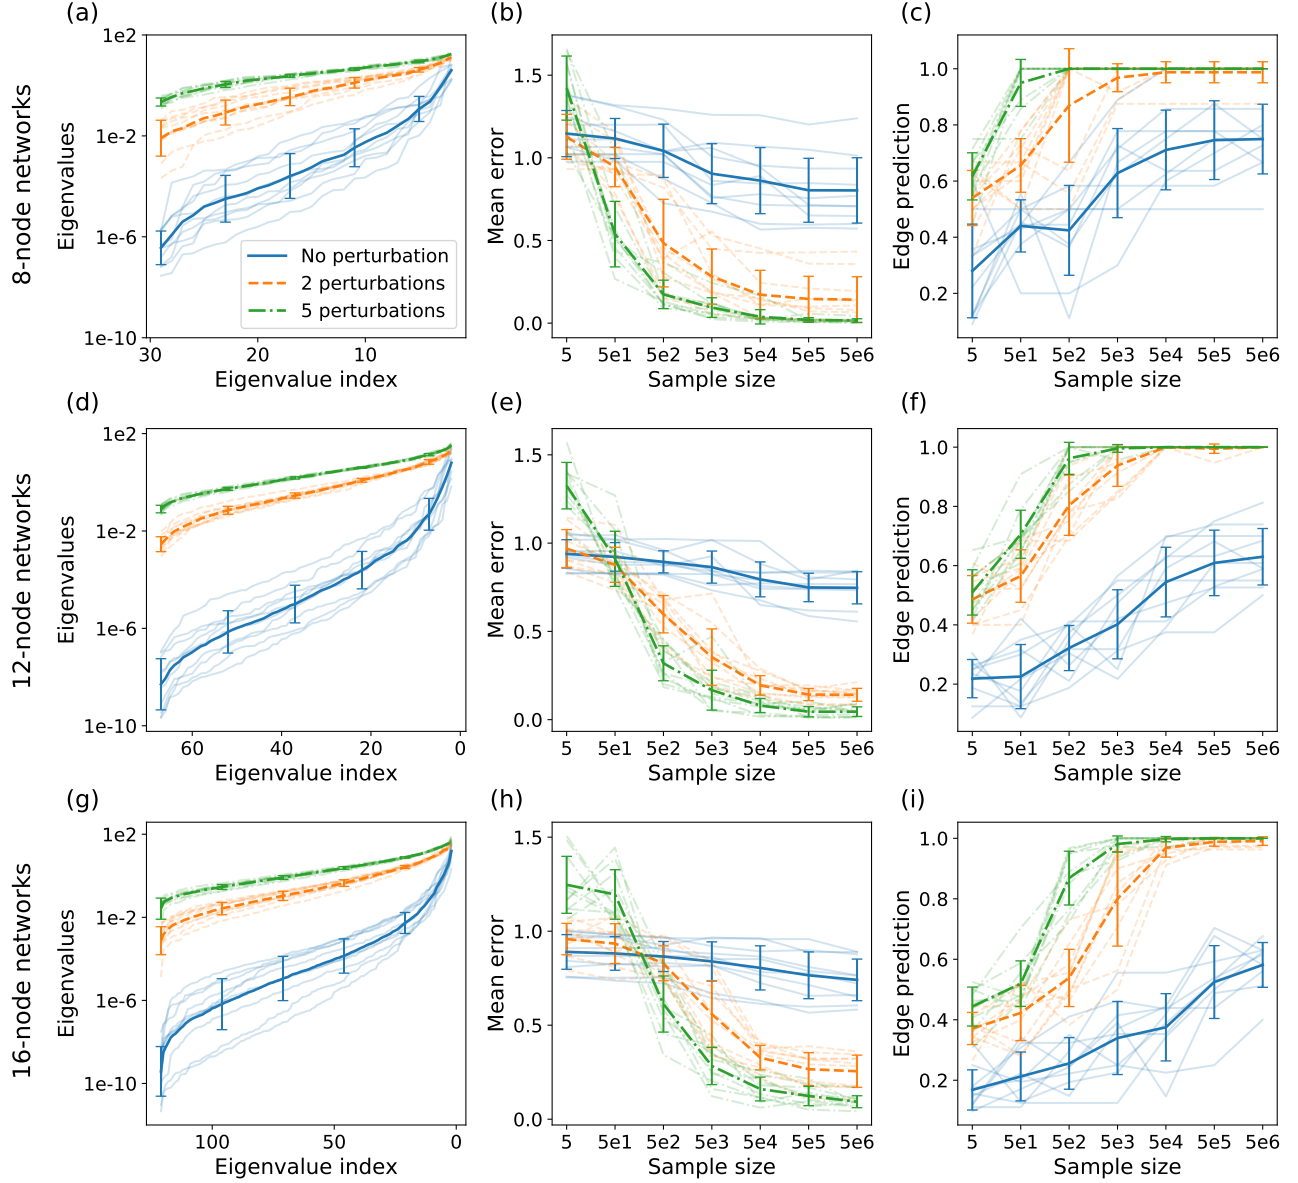 (a)
(b)
(c)
8-node networks
Eigenvalues
1e2
1e-2
1e-6
1e-10
30
20
10
Eigenvalue index
No perturbation
2 perturbations
5 perturbations
Mean error
1.5
1.0
0.5
0.0
5
5e1
5e2
5e3
5e4
5e5
5e6
Sample size
Edge prediction
1.0
0.8
0.6
0.4
0.2
5
5e1
5e2
5e3
5e4
5e5
5e6
Sample size
(d)
(e)
(f)
12-node networks
Eigenvalues
1e2
1e-2
1e-6
1e-10
60
40
20
0
Eigenvalue index
Mean error
1.5
1.0
0.5
0.0
5
5e1
5e2
5e3
5e4
5e5
5e6
Sample size
Edge prediction
1.0
0.8
0.6
0.4
0.2
5
5e1
5e2
5e3
5e4
5e5
5e6
Sample size
(g)
(h)
(i)
16-node networks
Eigenvalues
1e2
1e-2
1e-6
1e-10
100
50
0
Eigenvalue index
Mean error
1.5
1.0
0.5
0.0
5
5e1
5e2
5e3
5e4
5e5
5e6
Sample size
Edge prediction
1.0
0.8
0.6
0.4
0.2
5
5e1
5e2
5e3
5e4
5e5
5e6
Sample size